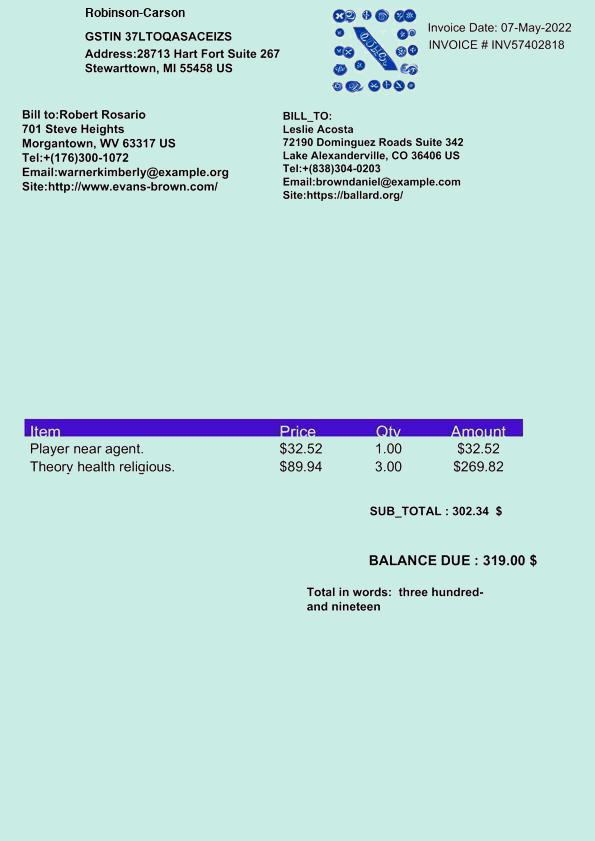 Robinson-Carson
GSTIN 37LTOQASACEIZS
Address:28713 Hart Fort Suite 267
Stewarttown, MI 55458 US
Invoice Date: 07-May-2022
INVOICE # INV57402818
Bill to:Robert Rosario
701 Steve Heights
Morgantown, WV 63317 US
Tel:+(176)300-1072
Email:warnerkimberly@example.org
Site:http://www.evans-brown.com/
BILL_TO:
Leslie Acosta
72190 Dominguez Roads Suite 342
Lake Alexanderville, CO 36406 US
Tel:+(838)304-0203
Email:browndaniel@example.com
Site:https://ballard.org/
Item Price Qty Amount
Player near agent. $32.52 1.00 $32.52
Theory health religious. $89.94 3.00 $269.82
SUB_TOTAL : 302.34 $
BALANCE DUE : 319.00 $
Total in words: three hundred-
and nineteen